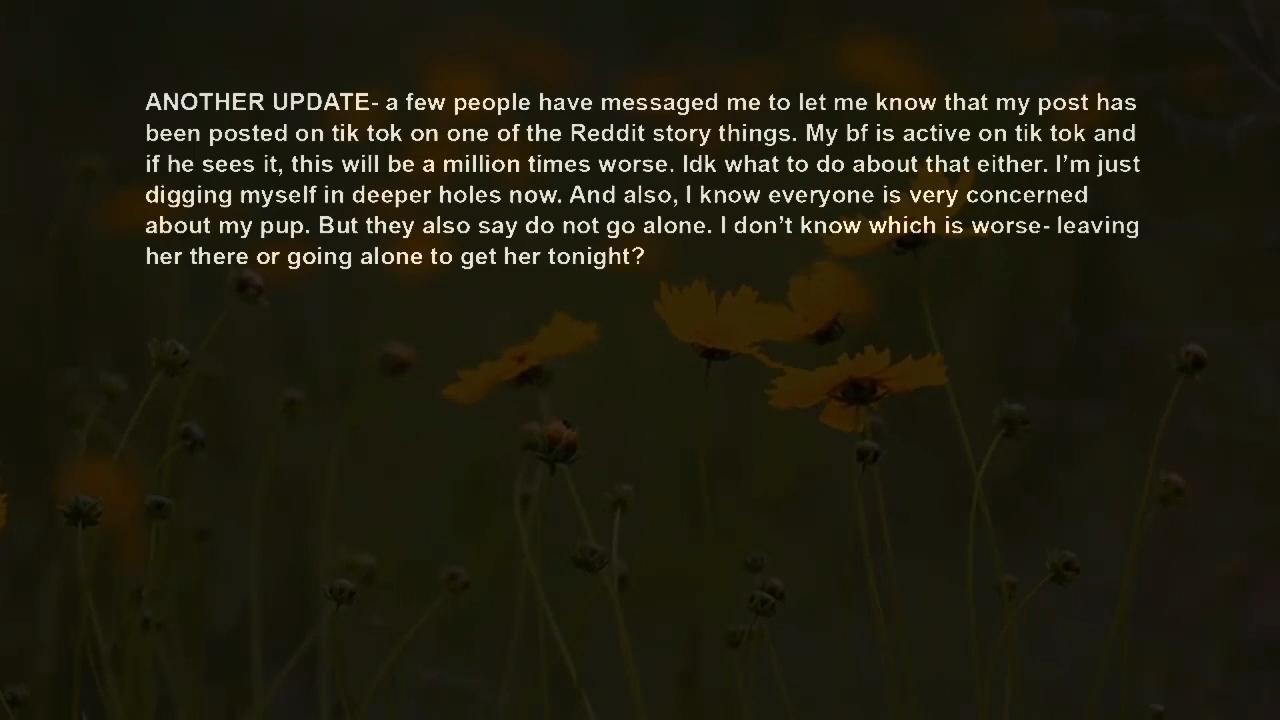 ANOTHER UPDATE- a few people have messaged me to let me know that my post has
been posted on tik tok on one of the Reddit story things. My bf is active on tik tok and
if he sees it, this will be a million times worse. Idk what to do about that either. I’m just
digging myself in deeper holes now. And also, I know everyone is very concerned
about my pup. But they also say do not go alone. I don’t know which is worse- leaving
her there or going alone to get her tonight?